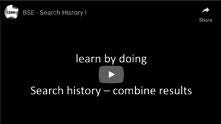 BSE - Search History I
Share
learn by doing
Search history – combine results